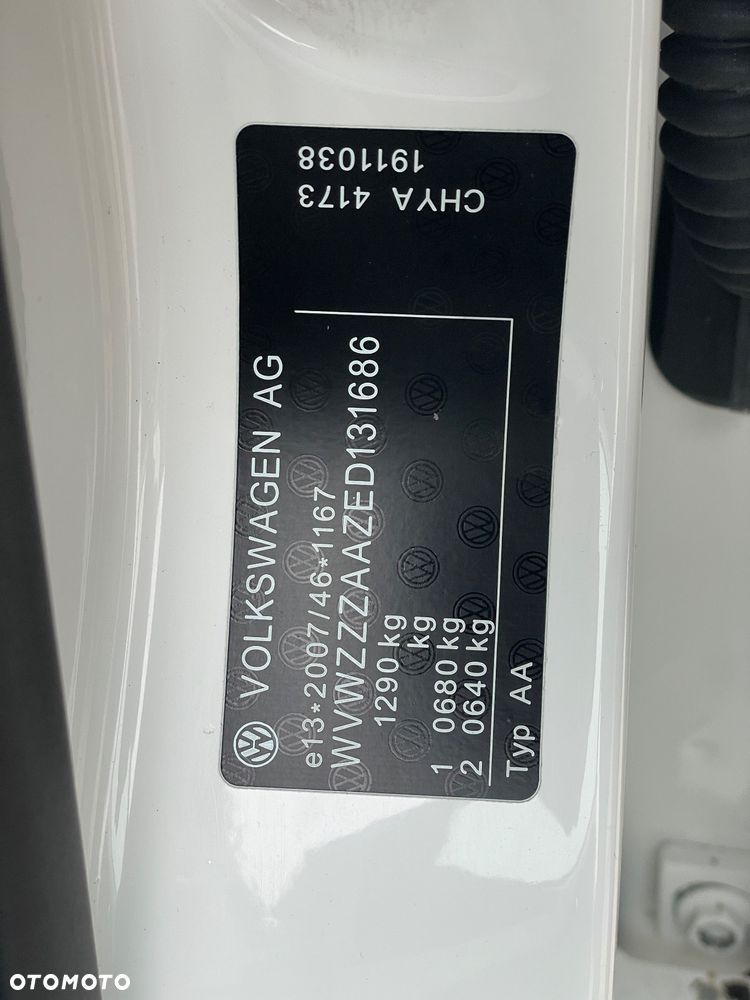 VOLKSWAGEN AG
e13*2007/46*1167
WVWZZZAAZED131686
1290 kg
kg
1 0680 kg
2 0640 kg
Typ AA
CHYA 4173
1911038
OTOMOTO